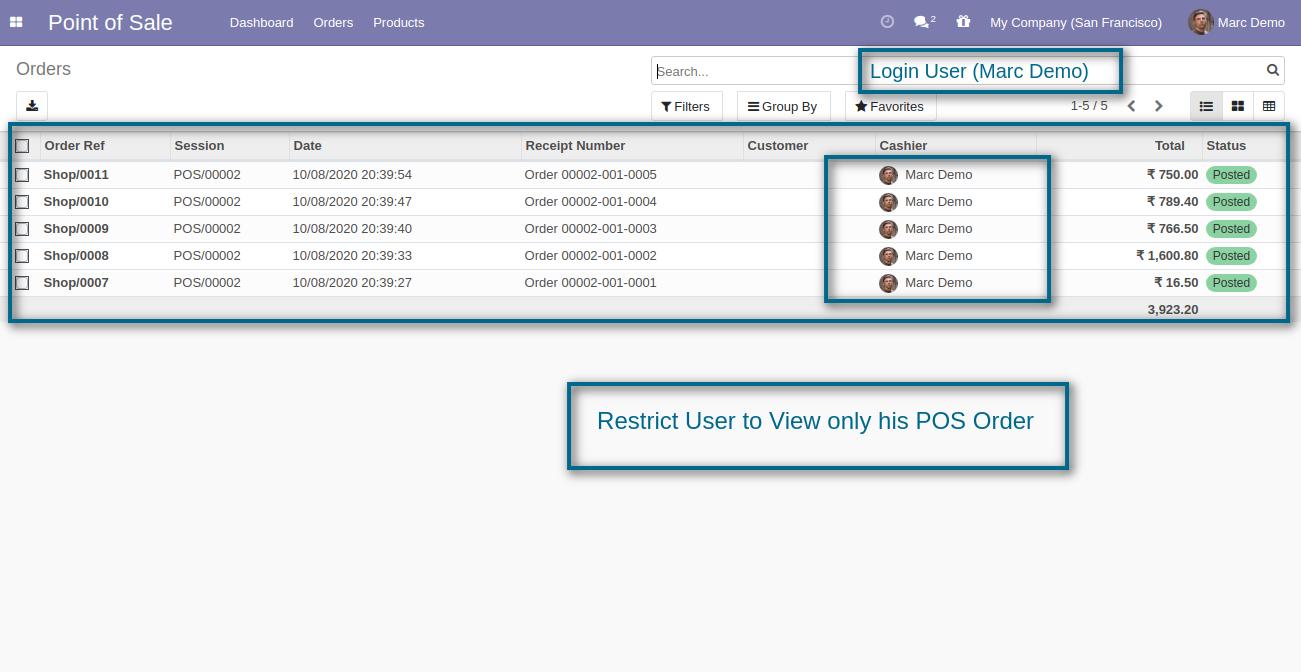 Point of Sale Dashboard Orders Products 2 My Company (San Francisco) Marc Demo
Orders Search... Login User (Marc Demo)
Filters Group By Favorites 1-5 / 5
Order Ref Session Date Receipt Number Customer Cashier Total Status
Shop/0011 POS/00002 10/08/2020 20:39:54 Order 00002-001-0005 Marc Demo ₹ 750.00 Posted
Shop/0010 POS/00002 10/08/2020 20:39:47 Order 00002-001-0004 Marc Demo ₹ 789.40 Posted
Shop/0009 POS/00002 10/08/2020 20:39:40 Order 00002-001-0003 Marc Demo ₹ 766.50 Posted
Shop/0008 POS/00002 10/08/2020 20:39:33 Order 00002-001-0002 Marc Demo ₹ 1,600.80 Posted
Shop/0007 POS/00002 10/08/2020 20:39:27 Order 00002-001-0001 Marc Demo ₹ 16.50 Posted
3,923.20
Restrict User to View only his POS Order